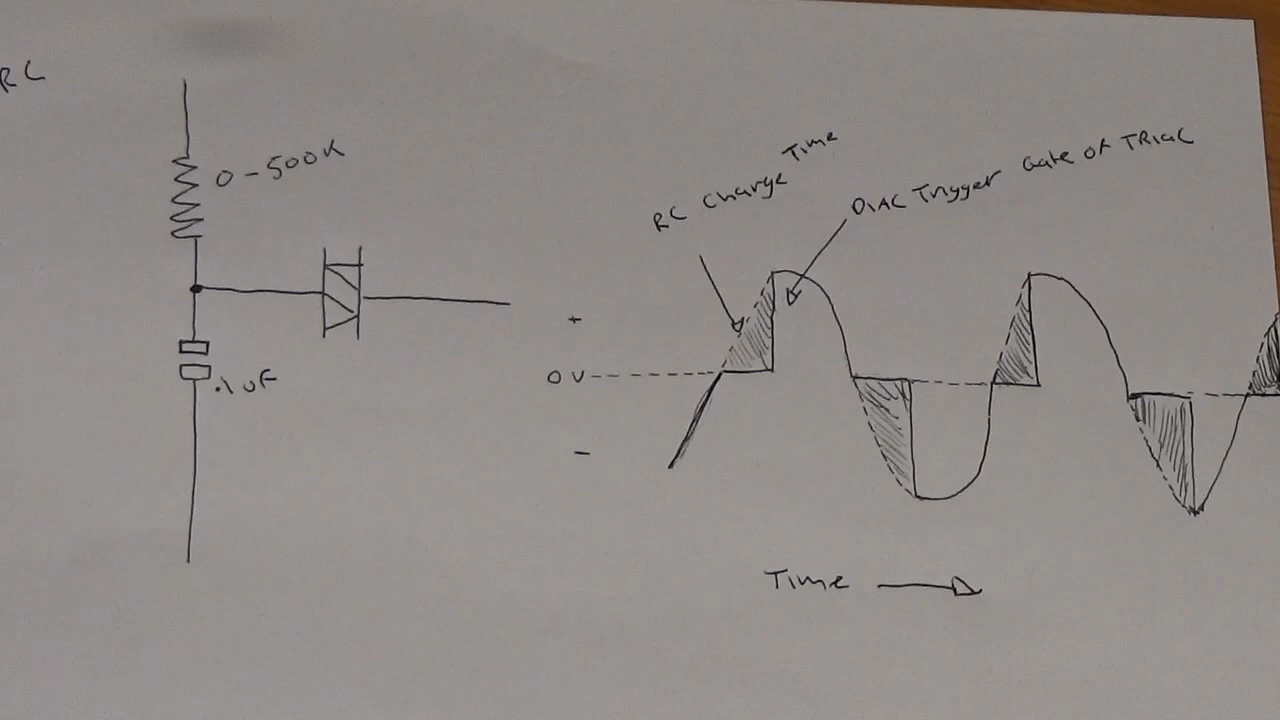 RC
0-500K
.1uF
RC Charge Time
DIAC Trigger Gate of TRIAC
+
0V
-
Time